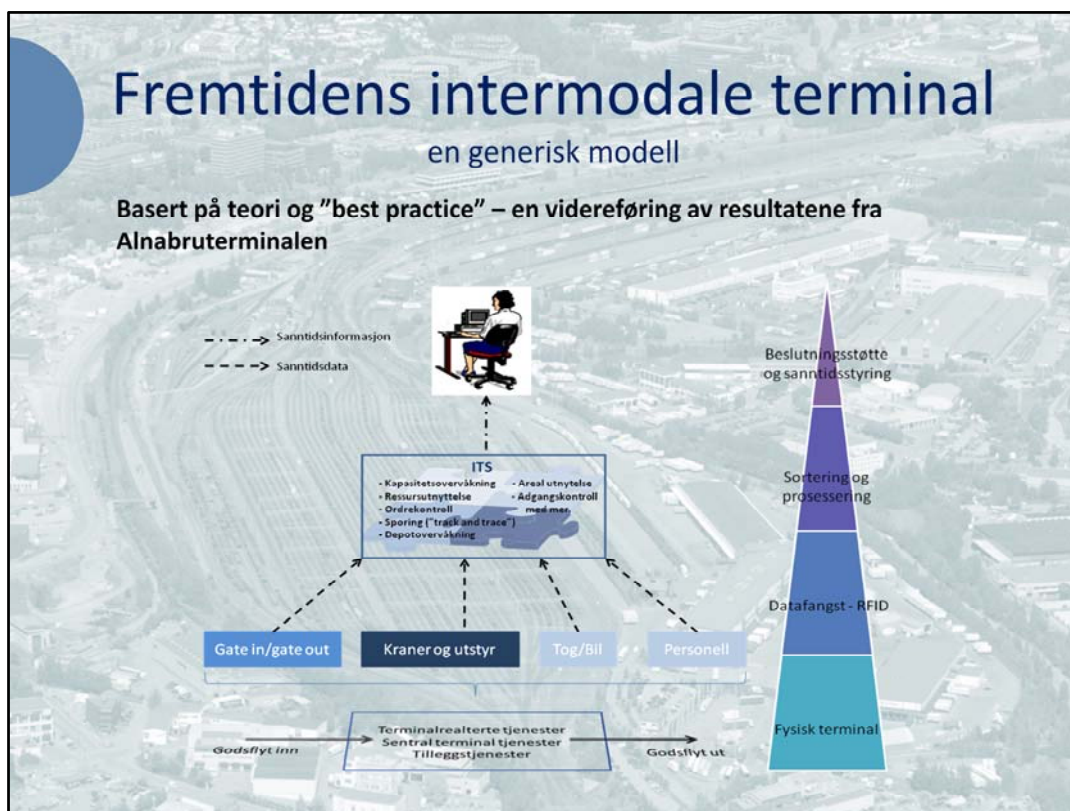 Fremtidens intermodale terminal
en generisk modell
Basert på teori og ”best practice” – en videreføring av resultatene fra
Alnabruterminalen
Sanntidsinformasjon
Sanntidsdata
ITS
- Kapasitetsovervåkning
- Ressursutnyttelse
- Ordrekontroll
- Sporing (”track and trace”)
- Depotovervåkning
- Areal utnytelse
- Adgangskontroll
med mer.
Gate in/gate out
Kraner og utstyr
Tog/Bil
Personell
Godsflyt inn
Terminalrealterte tjenester
Sentral terminal tjenester
Tilleggstjenester
Godsflyt ut
Beslutningsstøtte
og sanntidsstyring
Sortering og
prosessering
Datafangst - RFID
Fysisk terminal